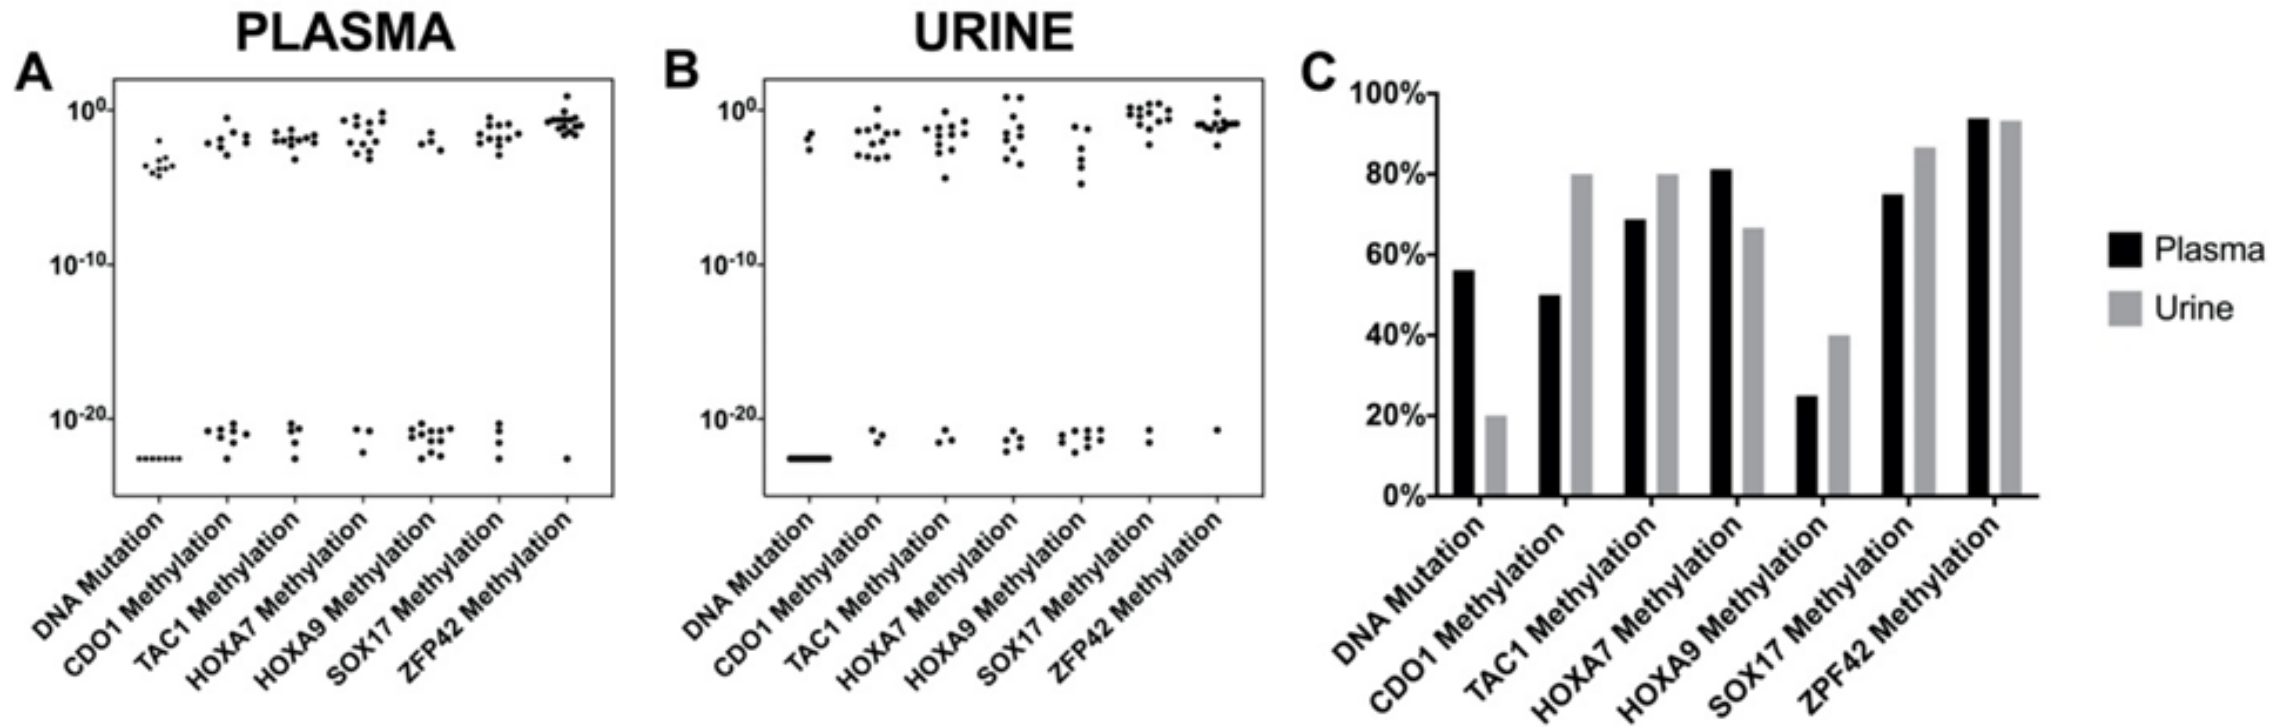 PLASMA
A
10⁰
10⁻¹⁰
10⁻²⁰
DNA Mutation
CDO1 Methylation
TAC1 Methylation
HOXA7 Methylation
HOXA9 Methylation
SOX17 Methylation
ZFP42 Methylation
URINE
B
10⁰
10⁻¹⁰
10⁻²⁰
DNA Mutation
CDO1 Methylation
TAC1 Methylation
HOXA7 Methylation
HOXA9 Methylation
SOX17 Methylation
ZFP42 Methylation
C
100%
80%
60%
40%
20%
0%
DNA Mutation
CDO1 Methylation
TAC1 Methylation
HOXA7 Methylation
HOXA9 Methylation
SOX17 Methylation
ZPF42 Methylation
Plasma
Urine